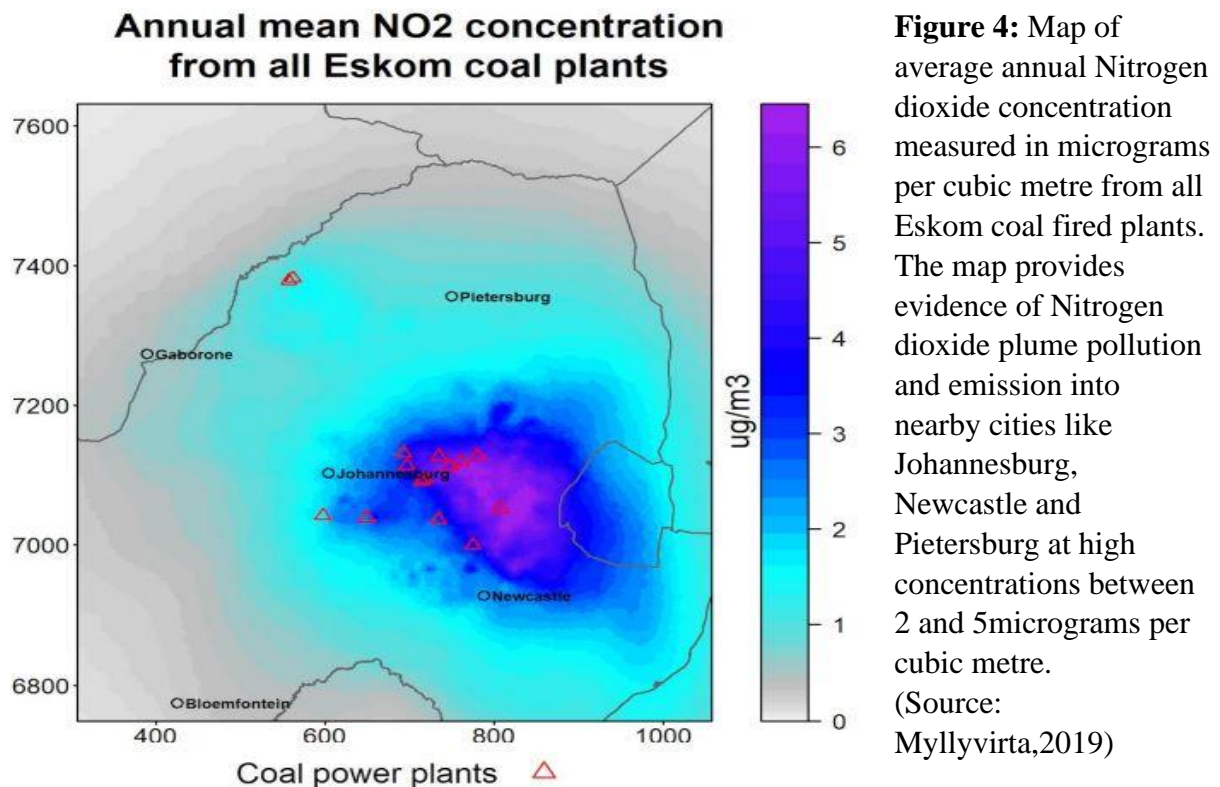 Annual mean NO2 concentration
from all Eskom coal plants
7600
7400
7200
7000
6800
400
600
800
1000
Pietersburg
Gaborone
Johannesburg
Newcastle
Bloemfontein
Coal power plants
ug/m3
6
5
4
3
2
1
0
Figure 4: Map of
average annual Nitrogen
dioxide concentration
measured in micrograms
per cubic metre from all
Eskom coal fired plants.
The map provides
evidence of Nitrogen
dioxide plume pollution
and emission into
nearby cities like
Johannesburg,
Newcastle and
Pietersburg at high
concentrations between
2 and 5micrograms per
cubic metre.
(Source:
Myllyvirta,2019)